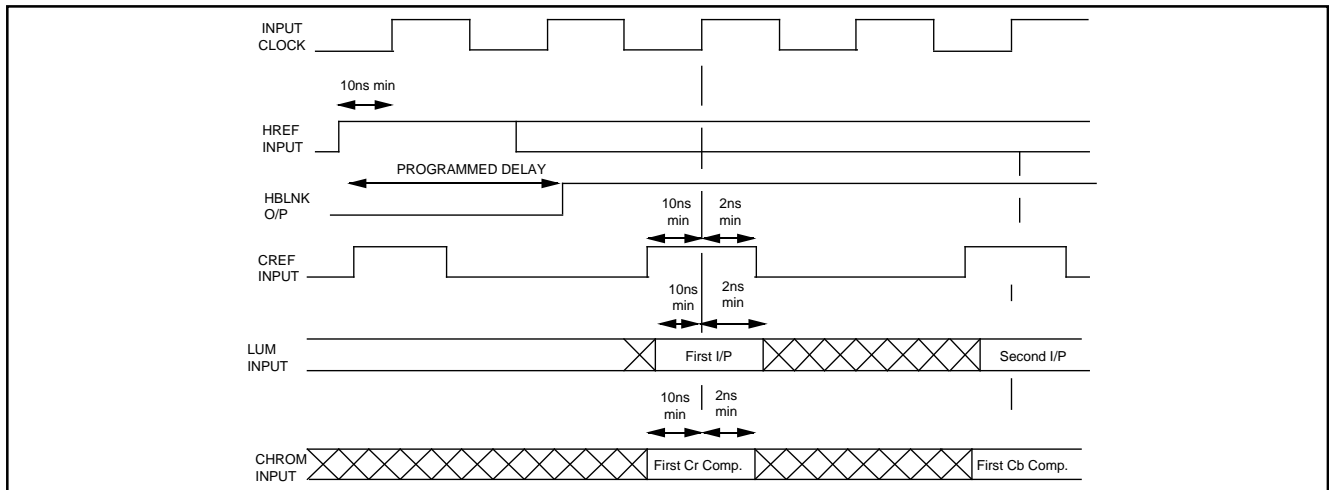 INPUT
CLOCK
10ns min
HREF
INPUT
PROGRAMMED DELAY
HBLNK
O/P
10ns
min
2ns
min
CREF
INPUT
10ns
min
2ns
min
LUM
INPUT
First I/P
Second I/P
10ns
min
2ns
min
CHROM
INPUT
First Cr Comp.
First Cb Comp.